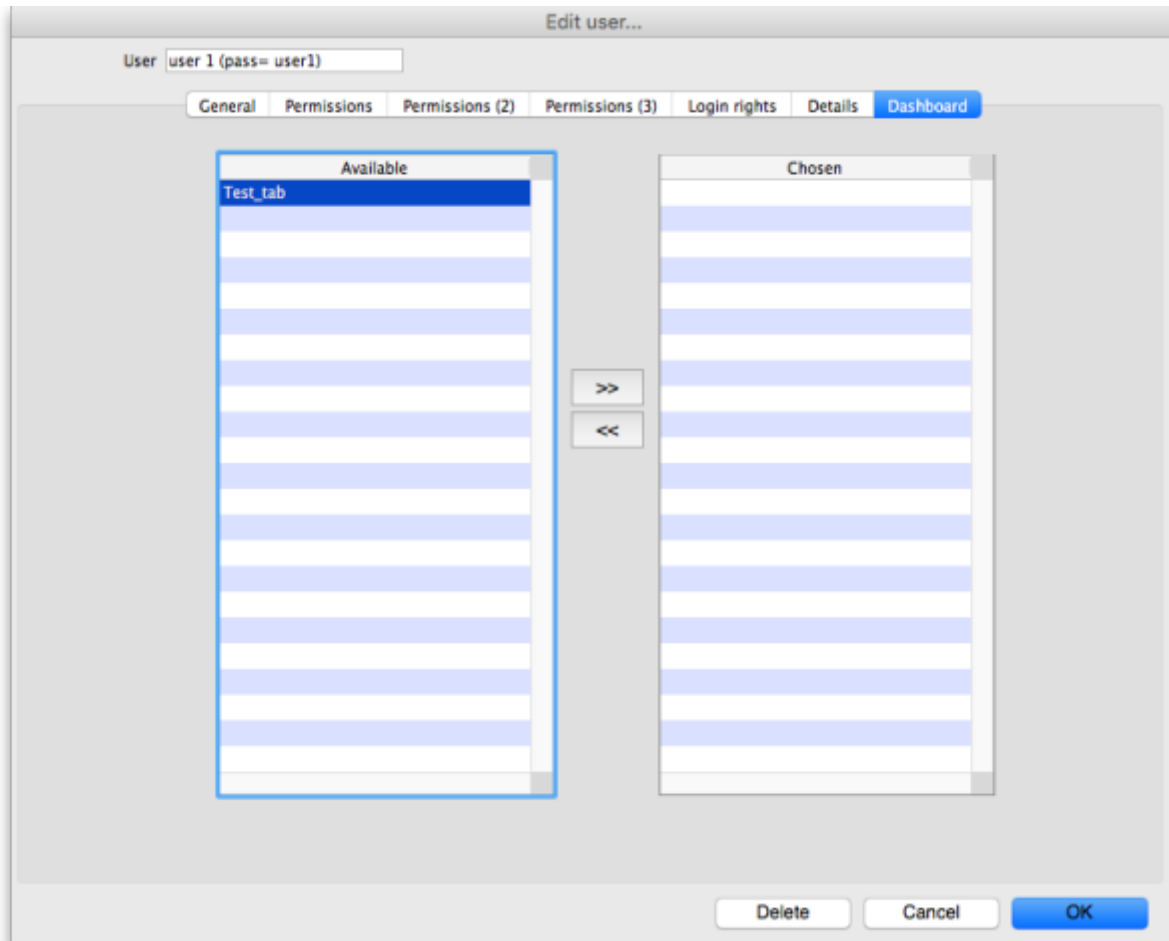 Edit user...
User user 1 (pass= user1)
General Permissions Permissions (2) Permissions (3) Login rights Details Dashboard
Available Chosen
Test_tab
>>
<<
Delete Cancel OK